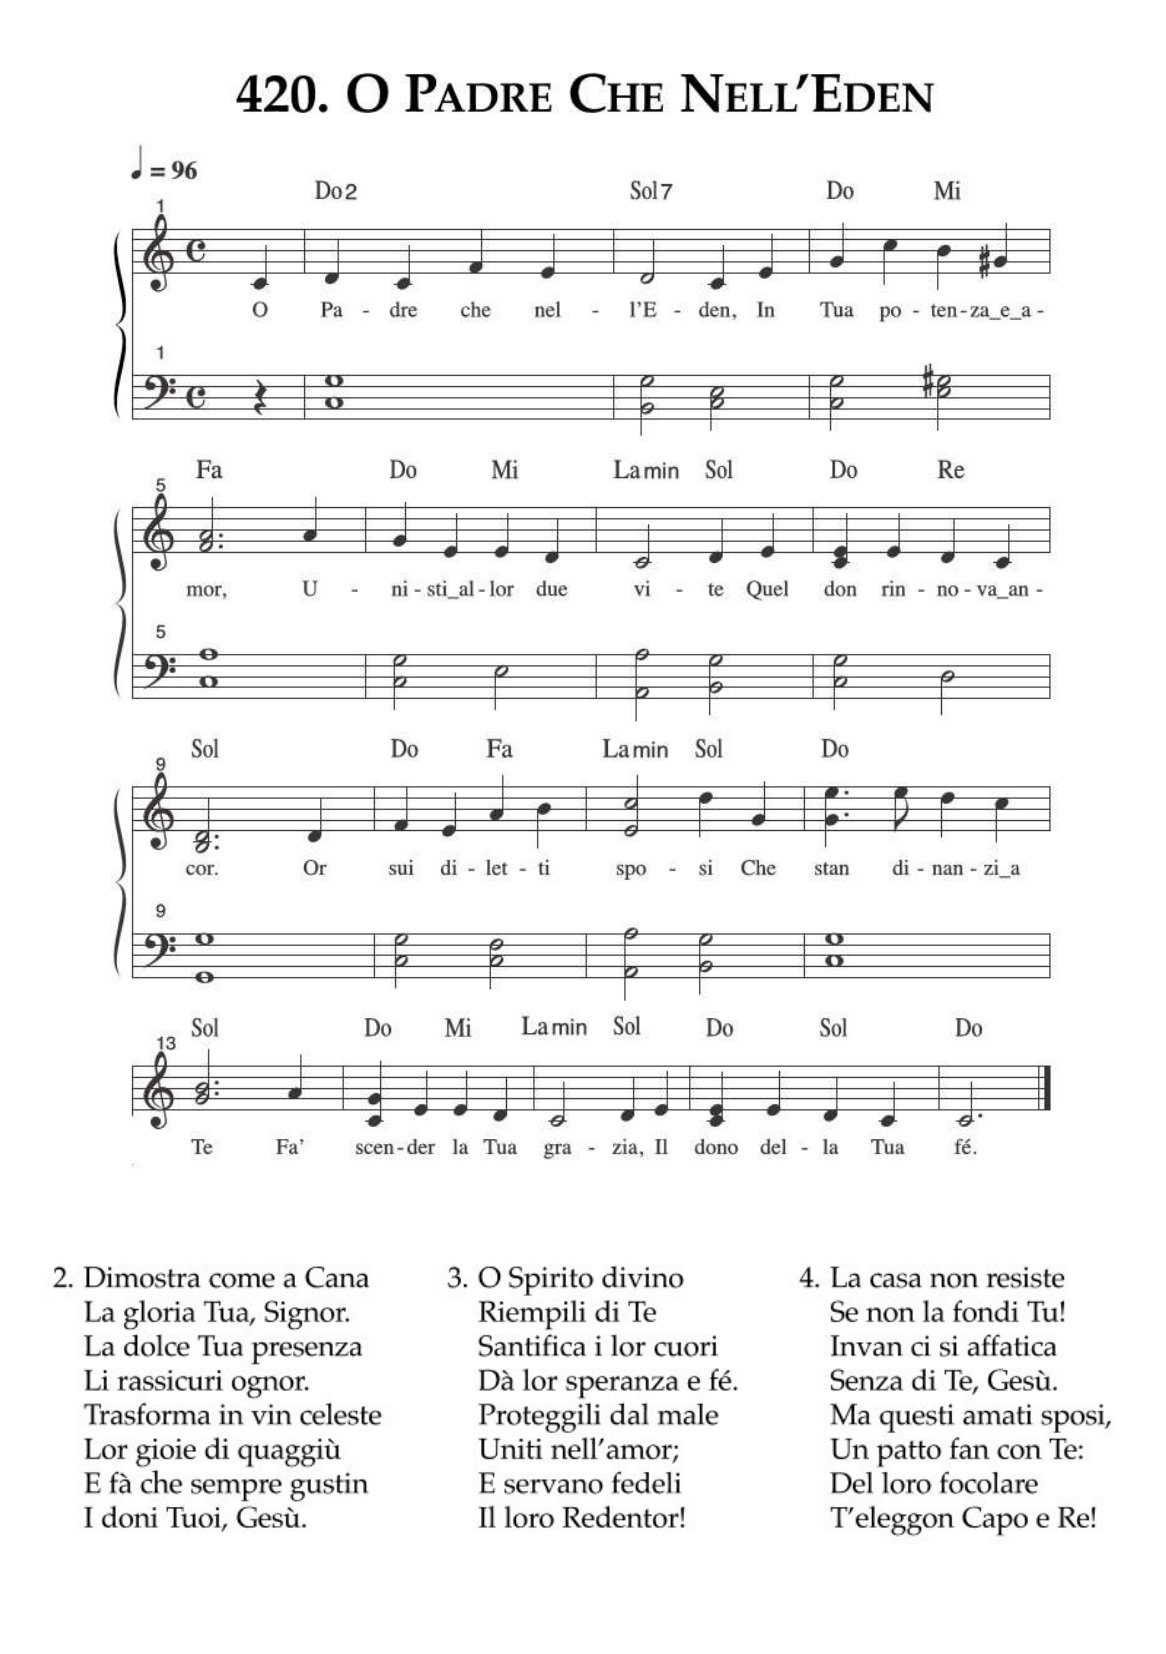 420. O Padre Che Nell'Eden
♩ = 96
Do2 Sol7 Do Mi
1
O Pa - dre che nel - l'E - den, In Tua po - ten-za_e_a -
1
Fa Do Mi Lamin Sol Do Re
5
mor, U - ni - sti_al - lor due vi - te Quel don rin - no - va_an -
5
Sol Do Fa Lamin Sol Do
9
cor. Or sui di - let - ti spo - si Che stan di - nan - zi_a
9
Sol Do Mi Lamin Sol Do Sol Do
13
Te Fa' scen-der la Tua gra - zia, Il dono del - la Tua fé.
2. Dimostra come a Cana
La gloria Tua, Signor.
La dolce Tua presenza
Li rassicuri ognor.
Trasforma in vin celeste
Lor gioie di quaggiù
E fà che sempre gustin
I doni Tuoi, Gesù.
3. O Spirito divino
Riempili di Te
Santifica i lor cuori
Dà lor speranza e fé.
Proteggili dal male
Uniti nell'amor;
E servano fedeli
Il loro Redentor!
4. La casa non resiste
Se non la fondi Tu!
Invan ci si affatica
Senza di Te, Gesù.
Ma questi amati sposi,
Un patto fan con Te:
Del loro focolare
T'eleggon Capo e Re!